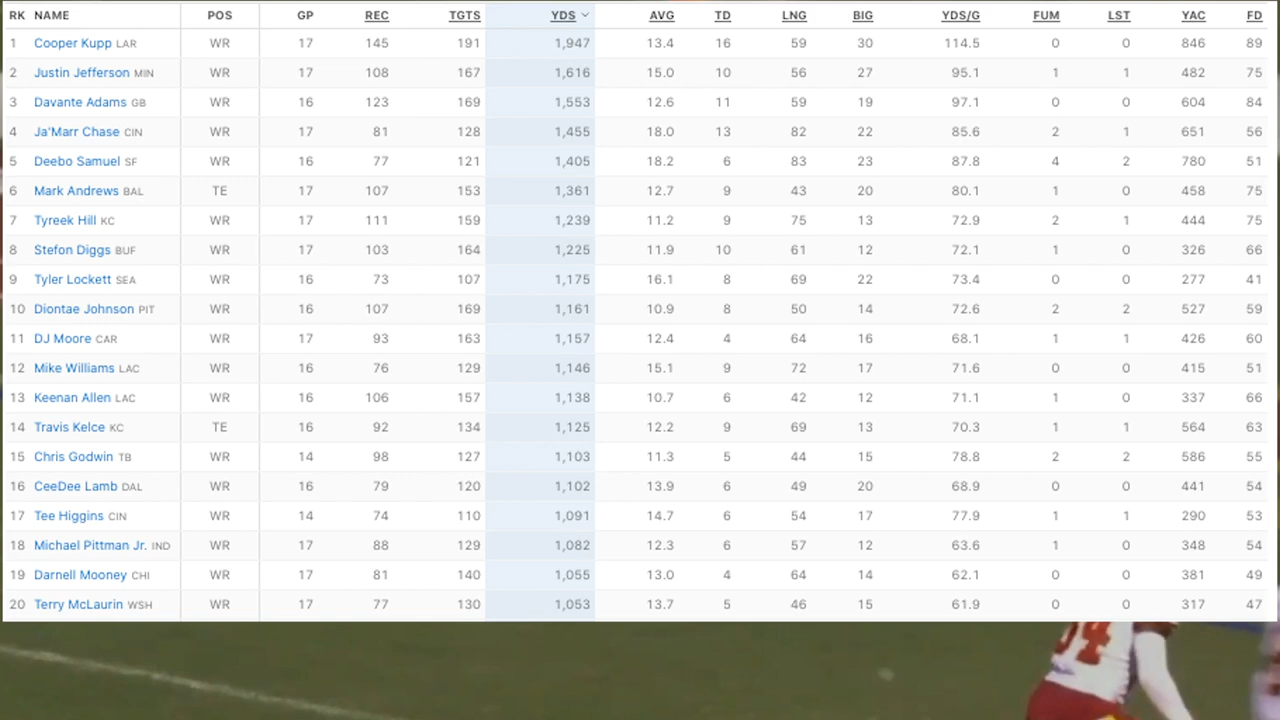 RK NAME POS GP REC TGTS YDS AVG TD LNG BIG YDS/G FUM LST YAC FD
1 Cooper Kupp LAR WR 17 145 191 1,947 13.4 16 59 30 114.5 0 0 846 89
2 Justin Jefferson MIN WR 17 108 167 1,616 15.0 10 56 27 95.1 1 1 482 75
3 Davante Adams GB WR 16 123 169 1,553 12.6 11 59 19 97.1 0 0 604 84
4 Ja'Marr Chase CIN WR 17 81 128 1,455 18.0 13 82 22 85.6 2 1 651 56
5 Deebo Samuel SF WR 16 77 121 1,405 18.2 6 83 23 87.8 4 2 780 51
6 Mark Andrews BAL TE 17 107 153 1,361 12.7 9 43 20 80.1 1 0 458 75
7 Tyreek Hill KC WR 17 111 159 1,239 11.2 9 75 13 72.9 2 1 444 75
8 Stefon Diggs BUF WR 17 103 164 1,225 11.9 10 61 12 72.1 1 0 326 66
9 Tyler Lockett SEA WR 16 73 107 1,175 16.1 8 69 22 73.4 0 0 277 41
10 Diontae Johnson PIT WR 16 107 169 1,161 10.9 8 50 14 72.6 2 2 527 59
11 DJ Moore CAR WR 17 93 163 1,157 12.4 4 64 16 68.1 1 1 426 60
12 Mike Williams LAC WR 16 76 129 1,146 15.1 9 72 17 71.6 0 0 415 51
13 Keenan Allen LAC WR 16 106 157 1,138 10.7 6 42 12 71.1 1 0 337 66
14 Travis Kelce KC TE 16 92 134 1,125 12.2 9 69 13 70.3 1 1 564 63
15 Chris Godwin TB WR 14 98 127 1,103 11.3 5 44 15 78.8 2 2 586 55
16 CeeDee Lamb DAL WR 16 79 120 1,102 13.9 6 49 20 68.9 0 0 441 54
17 Tee Higgins CIN WR 14 74 110 1,091 14.7 6 54 17 77.9 1 1 290 53
18 Michael Pittman Jr. IND WR 17 88 129 1,082 12.3 6 57 12 63.6 1 0 348 54
19 Darnell Mooney CHI WR 17 81 140 1,055 13.0 4 64 14 62.1 0 0 381 49
20 Terry McLaurin WSH WR 17 77 130 1,053 13.7 5 46 15 61.9 0 0 317 47